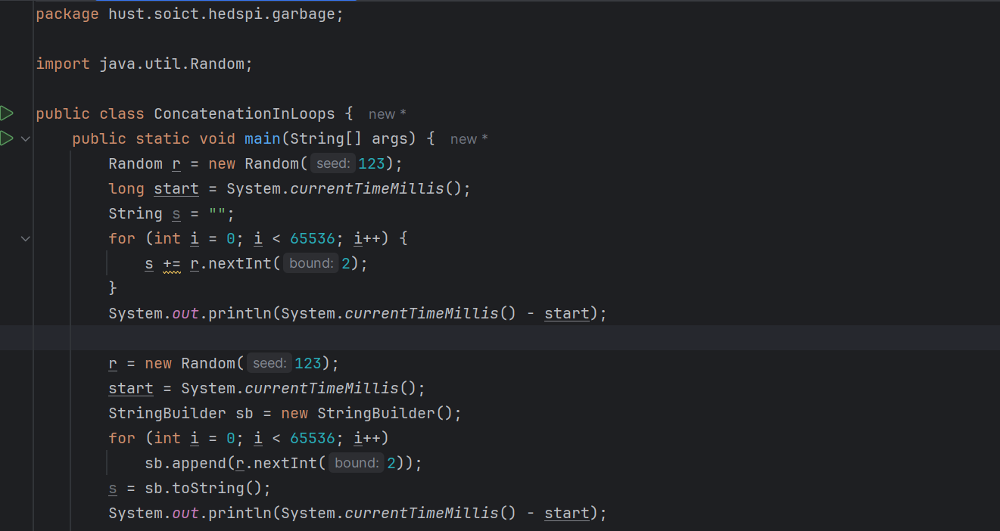 package hust.soict.hedspi.garbage;
import java.util.Random;
public class ConcatenationInLoops {  new *
    public static void main(String[] args) {  new *
        Random r = new Random( seed: 123);
        long start = System.currentTimeMillis();
        String s = "";
        for (int i = 0; i < 65536; i++) {
            s += r.nextInt( bound: 2);
        }
        System.out.println(System.currentTimeMillis() - start);
        r = new Random( seed: 123);
        start = System.currentTimeMillis();
        StringBuilder sb = new StringBuilder();
        for (int i = 0; i < 65536; i++)
            sb.append(r.nextInt( bound: 2));
        s = sb.toString();
        System.out.println(System.currentTimeMillis() - start);